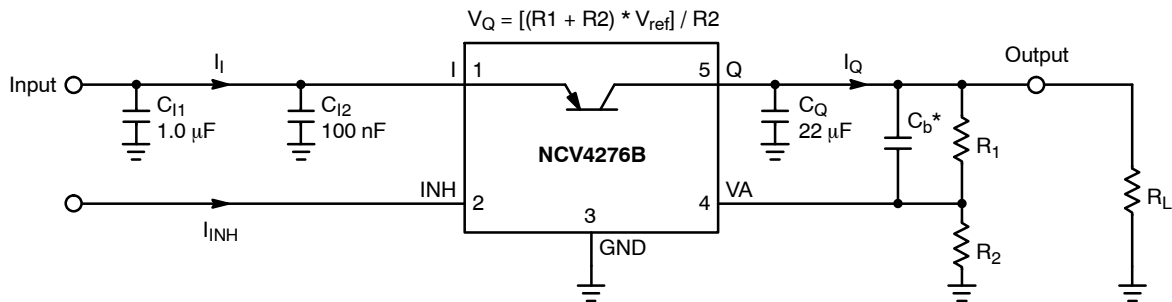 V_Q = [(R1 + R2) * V_ref] / R2
Input
I_I
C_I1
1.0 μF
C_I2
100 nF
I
1
5
Q
I_Q
Output
C_Q
22 μF
C_b*
R_1
NCV4276B
INH
2
4
VA
R_L
I_INH
3
GND
R_2